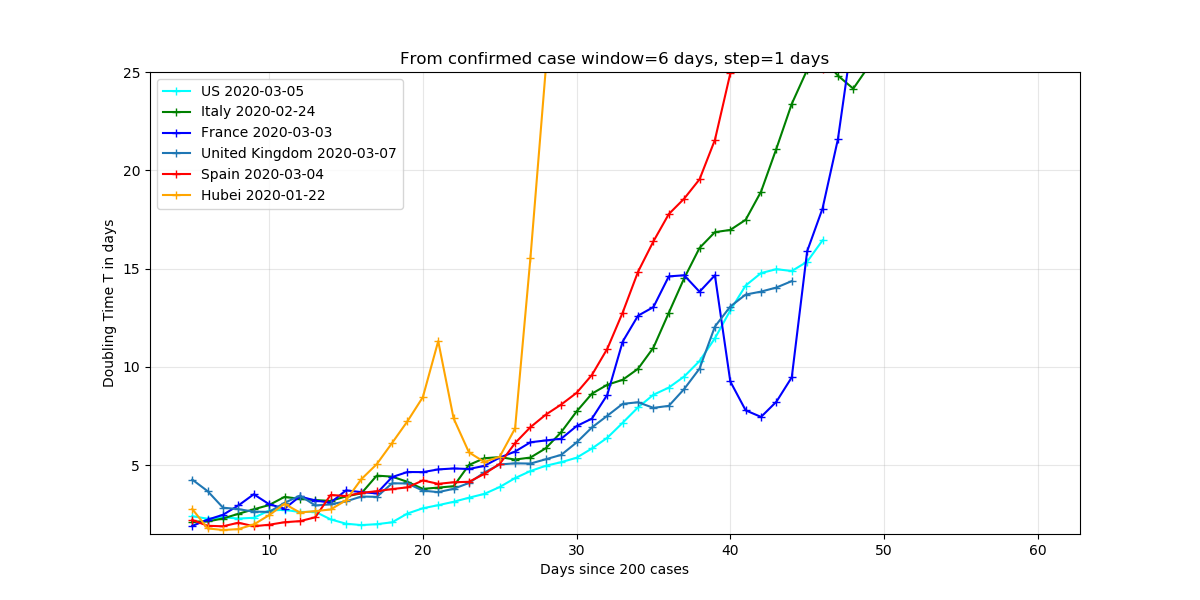 From confirmed case window=6 days, step=1 days
25
20
15
10
5
Doubling Time T in days
US 2020-03-05
Italy 2020-02-24
France 2020-03-03
United Kingdom 2020-03-07
Spain 2020-03-04
Hubei 2020-01-22
10 20 30 40 50 60
Days since 200 cases